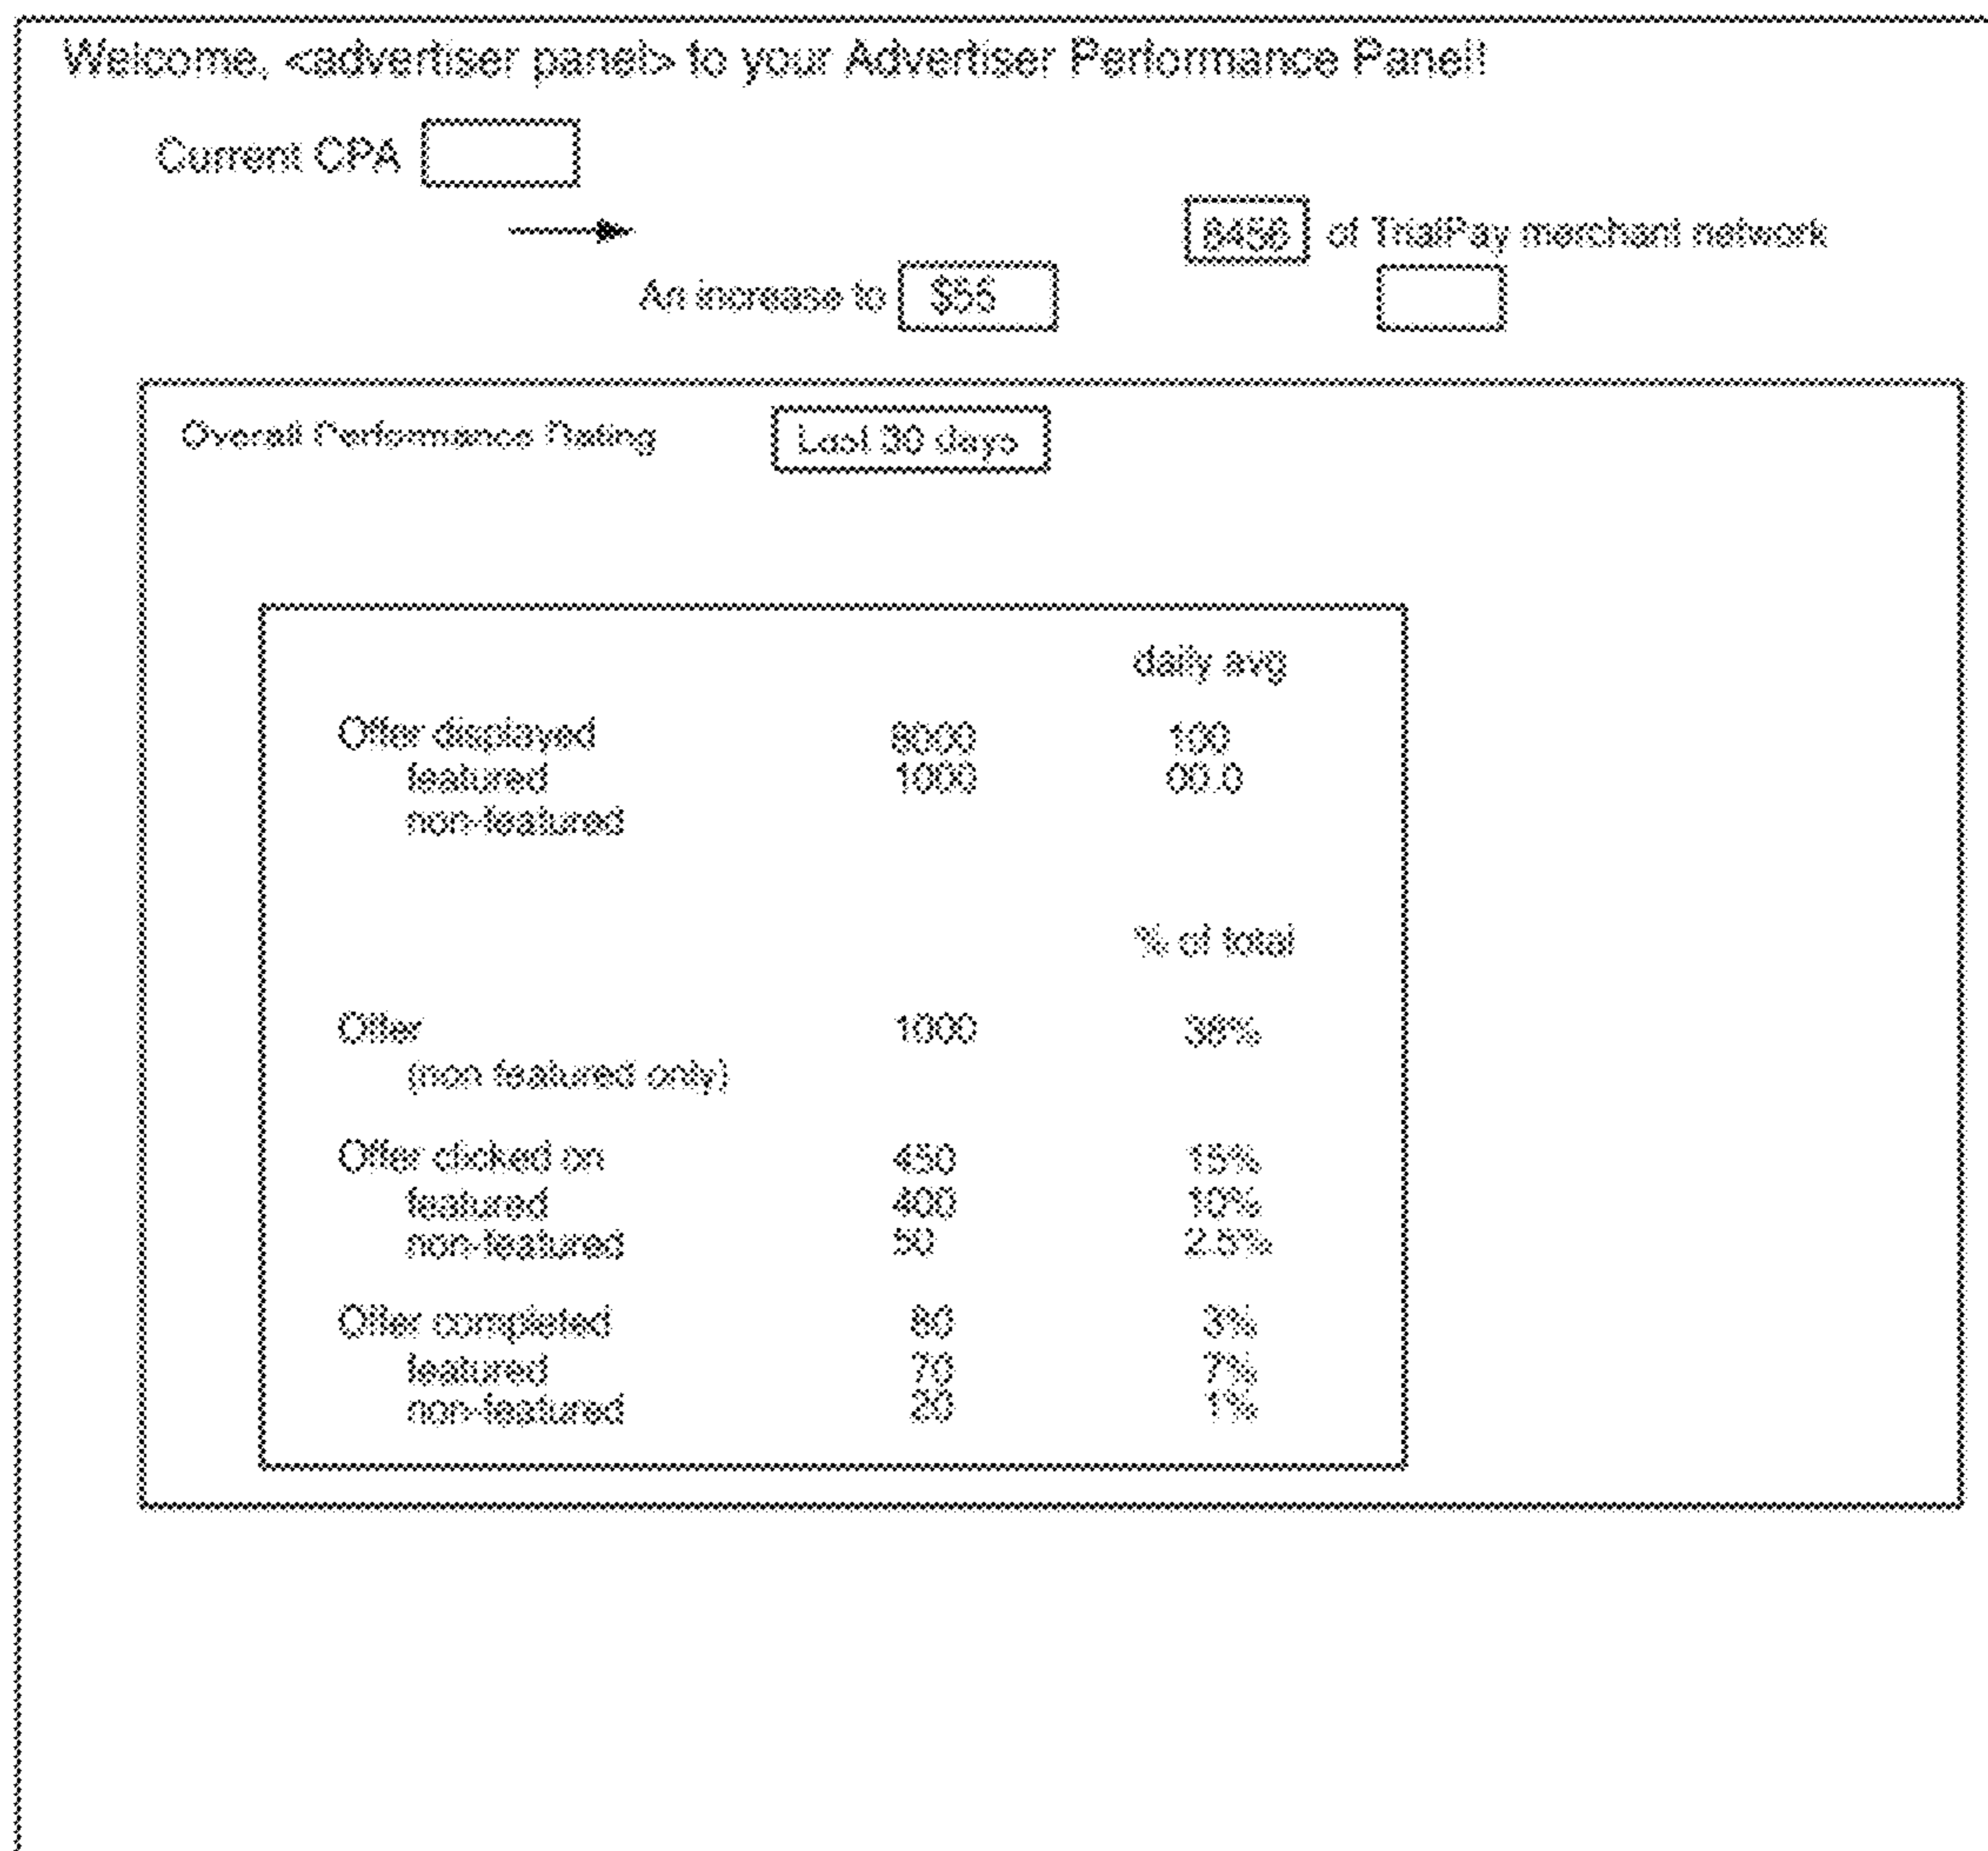 Welcome, <advertiser panel> to your Advertiser Performance Panel!
Current CPA
of TrialPay merchant network
An increase to $55
Overall Performance Rating Last 30 days
daily avg
Offer displayed 100
featured 1000 00.0
non-featured
% of total
Offer 1000
(non featured only)
Offer clicked on 450 15%
featured 400 10%
non-featured 50 2.5%
Offer completed 80 3%
featured 70 7%
non-featured 20 1%